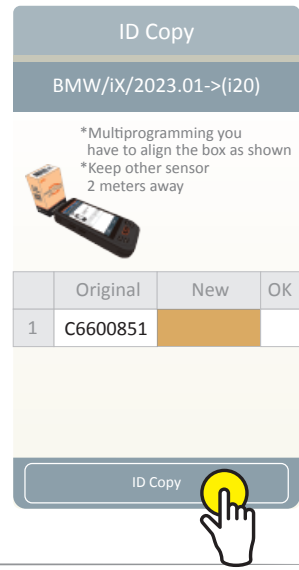 ID Copy
BMW/iX/2023.01->(i20)
*Multiprogramming you
have to align the box as shown
*Keep other sensor
2 meters away
Original New OK
1 C6600851
ID Copy